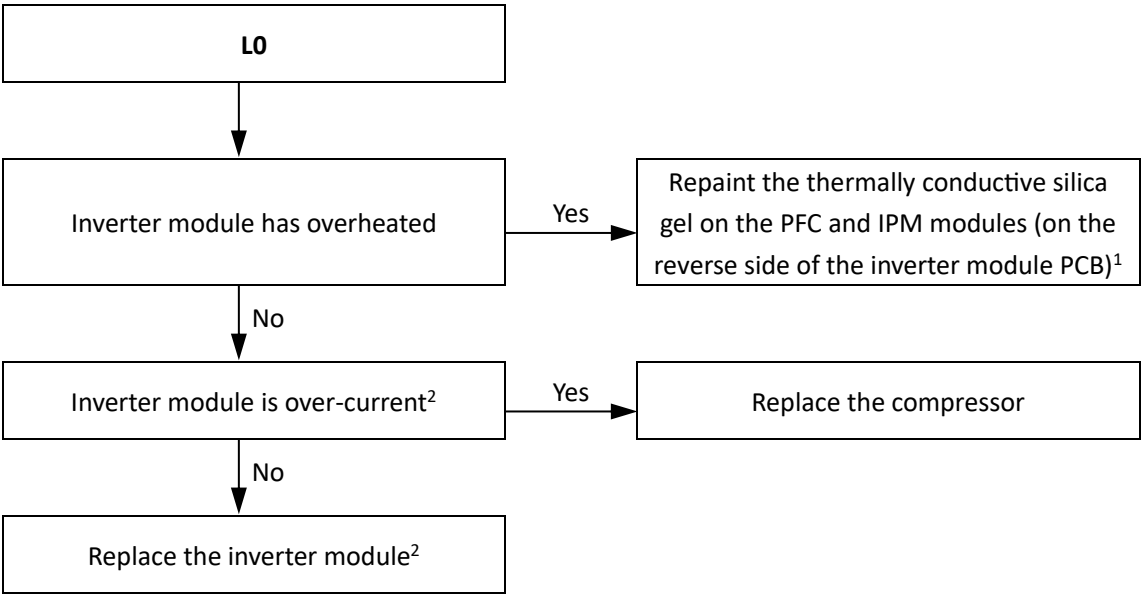 L0
Inverter module has overheated
Yes
Repaint the thermally conductive silica
gel on the PFC and IPM modules (on the
reverse side of the inverter module PCB)¹
No
Inverter module is over-current²
Yes
Replace the compressor
No
Replace the inverter module²